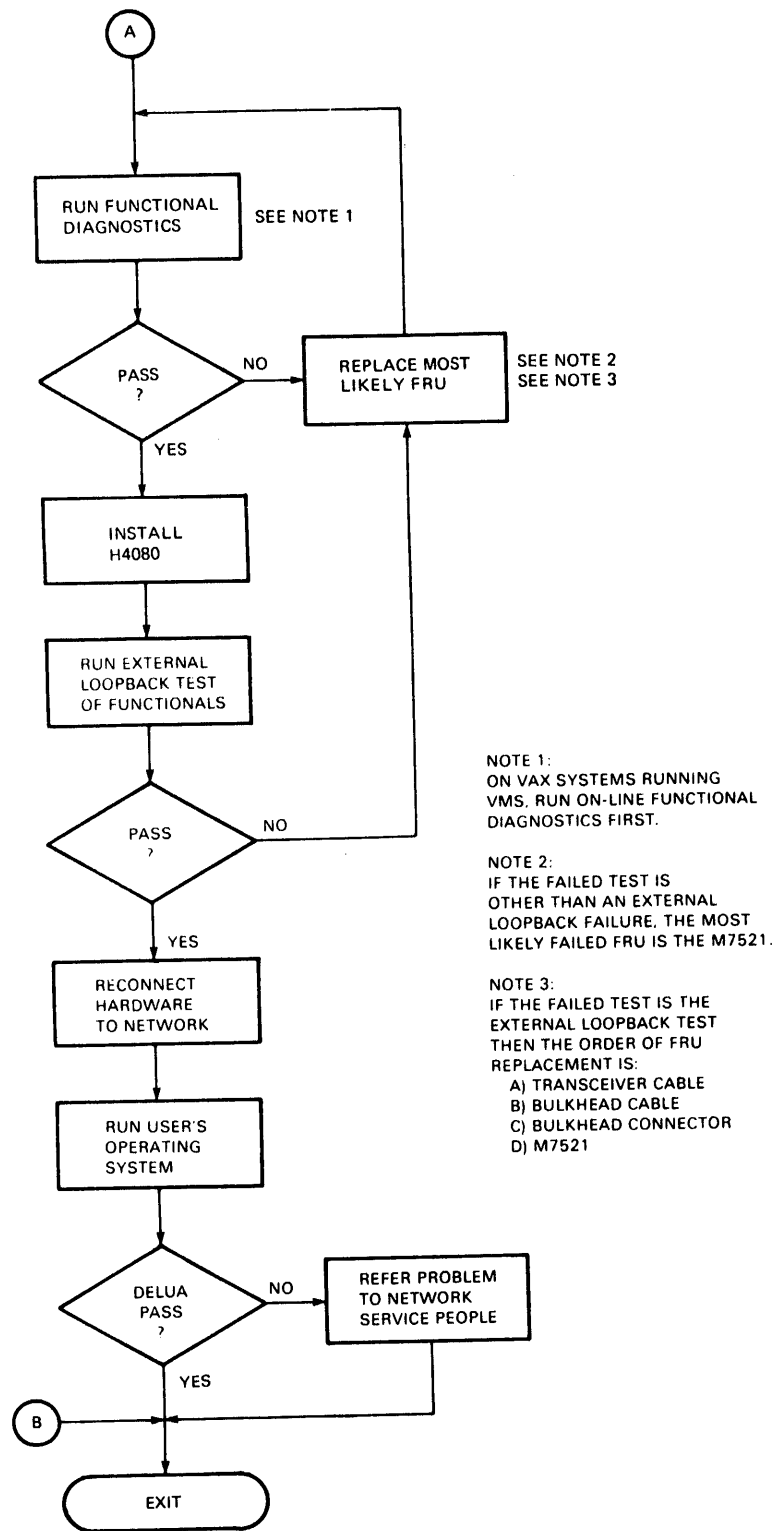 A
RUN FUNCTIONAL
DIAGNOSTICS
SEE NOTE 1
PASS
?
NO
REPLACE MOST
LIKELY FRU
SEE NOTE 2
SEE NOTE 3
YES
INSTALL
H4080
RUN EXTERNAL
LOOPBACK TEST
OF FUNCTIONALS
PASS
?
NO
YES
NOTE 1:
ON VAX SYSTEMS RUNNING
VMS, RUN ON-LINE FUNCTIONAL
DIAGNOSTICS FIRST.
NOTE 2:
IF THE FAILED TEST IS
OTHER THAN AN EXTERNAL
LOOPBACK FAILURE, THE MOST
LIKELY FAILED FRU IS THE M7521.
NOTE 3:
IF THE FAILED TEST IS THE
EXTERNAL LOOPBACK TEST
THEN THE ORDER OF FRU
REPLACEMENT IS:
A) TRANSCEIVER CABLE
B) BULKHEAD CABLE
C) BULKHEAD CONNECTOR
D) M7521
RECONNECT
HARDWARE
TO NETWORK
RUN USER'S
OPERATING
SYSTEM
DELUA
PASS
?
NO
REFER PROBLEM
TO NETWORK
SERVICE PEOPLE
YES
B
EXIT